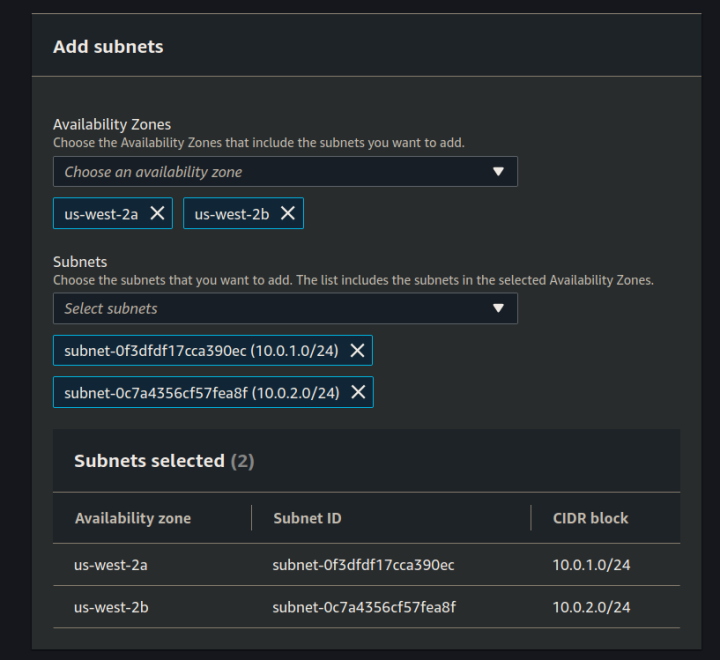 Add subnets
Availability Zones
Choose the Availability Zones that include the subnets you want to add.
Choose an availability zone
us-west-2a us-west-2b
Subnets
Choose the subnets that you want to add. The list includes the subnets in the selected Availability Zones.
Select subnets
subnet-0f3dfdf17cca390ec (10.0.1.0/24)
subnet-0c7a4356cf57fea8f (10.0.2.0/24)
Subnets selected (2)
Availability zone Subnet ID CIDR block
us-west-2a subnet-0f3dfdf17cca390ec 10.0.1.0/24
us-west-2b subnet-0c7a4356cf57fea8f 10.0.2.0/24